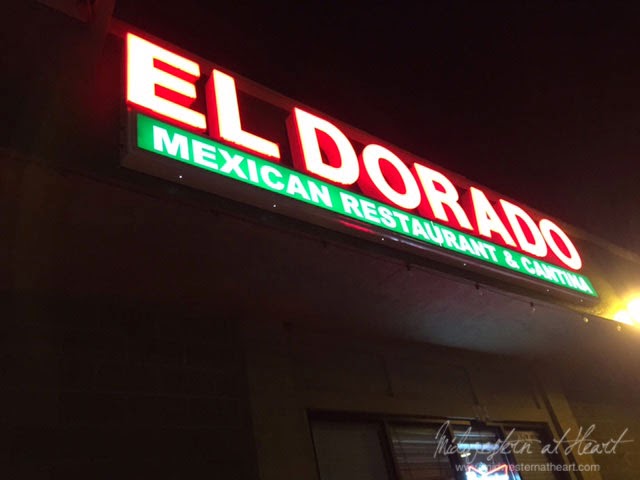 EL DORADO
MEXICAN RESTAURANT & CANTINA
Midwestern at Heart
www.midwesternatheart.com